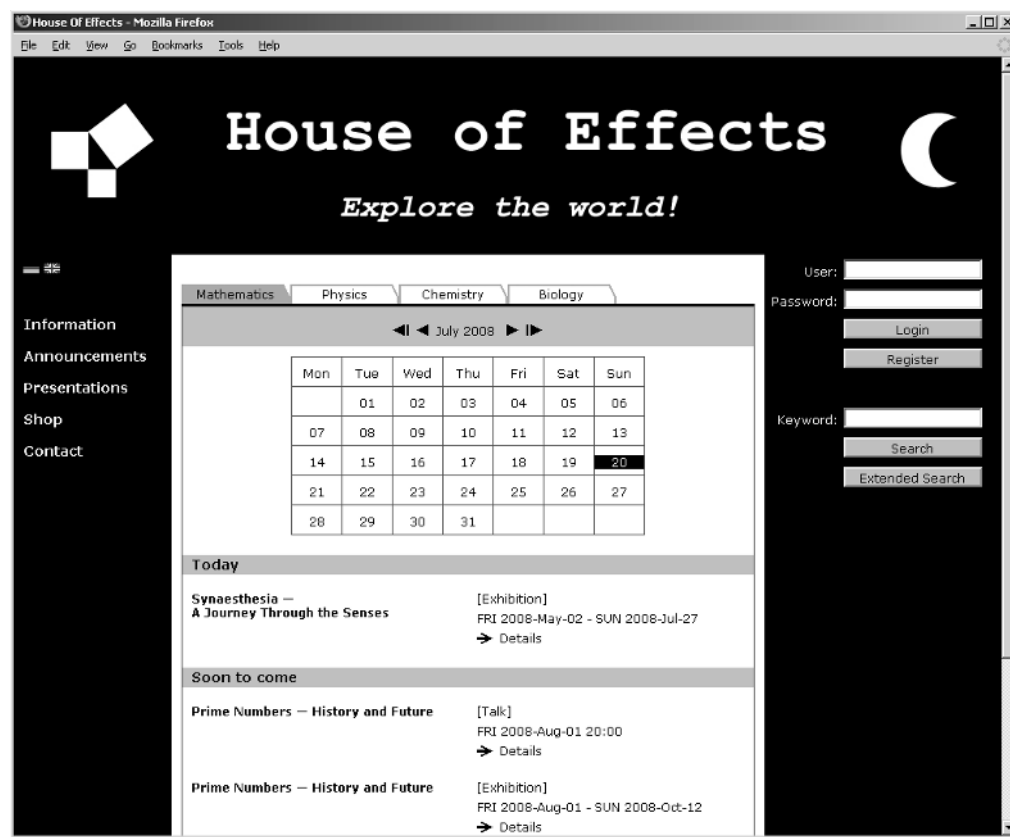 House Of Effects - Mozilla Firefox
File Edit View Go Bookmarks Tools Help
House of Effects
Explore the world!
Information
Announcements
Presentations
Shop
Contact
Mathematics Physics Chemistry Biology
July 2008
Mon Tue Wed Thu Fri Sat Sun
01 02 03 04 05 06
07 08 09 10 11 12 13
14 15 16 17 18 19 20
21 22 23 24 25 26 27
28 29 30 31
Today
Synaesthesia —
A Journey Through the Senses
[Exhibition]
FRI 2008-May-02 - SUN 2008-Jul-27
Details
Soon to come
Prime Numbers — History and Future
[Talk]
FRI 2008-Aug-01 20:00
Details
Prime Numbers — History and Future
[Exhibition]
FRI 2008-Aug-01 - SUN 2008-Oct-12
Details
User:
Password:
Login
Register
Keyword:
Search
Extended Search